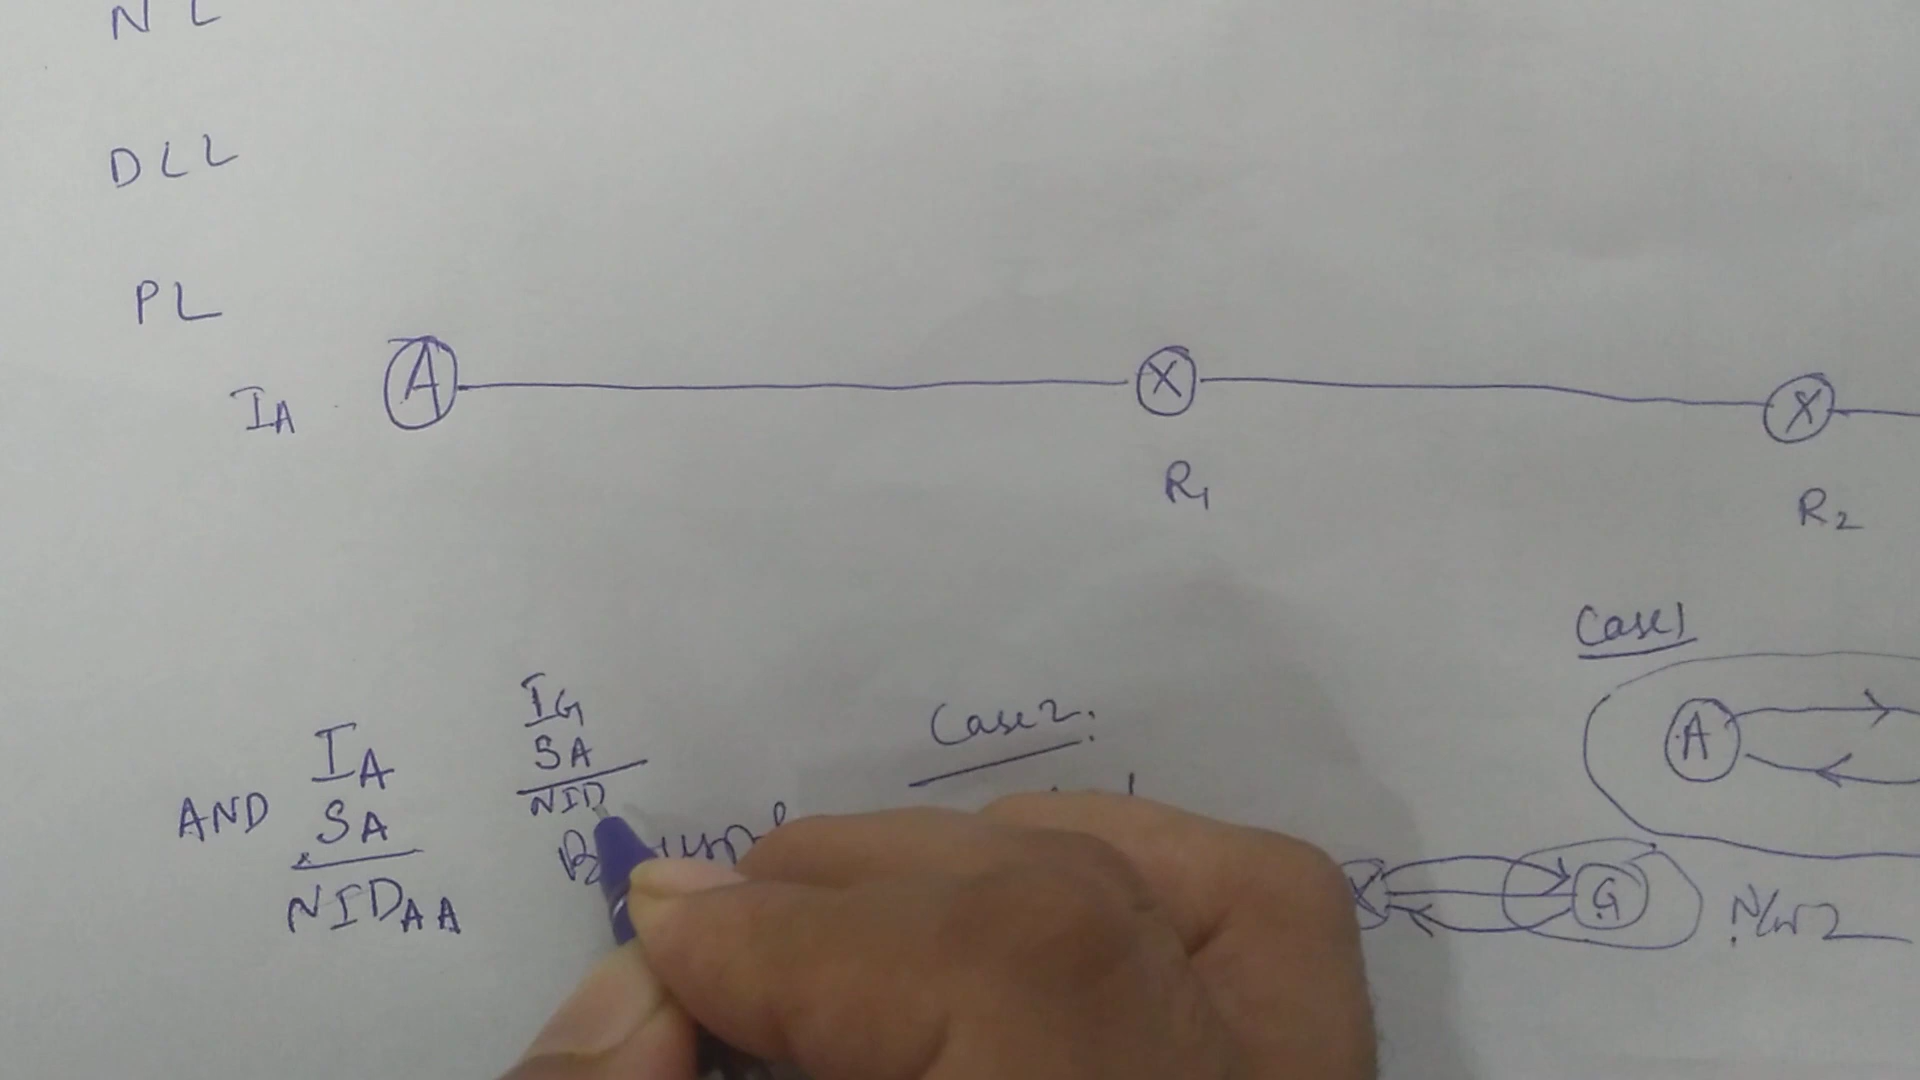 NL
DLL
PL
IA
A
X
X
R1
R2
Case1
A
IG
SA
NID
Case2:
AND
IA
SA
NIDAA
X
G
N/W2